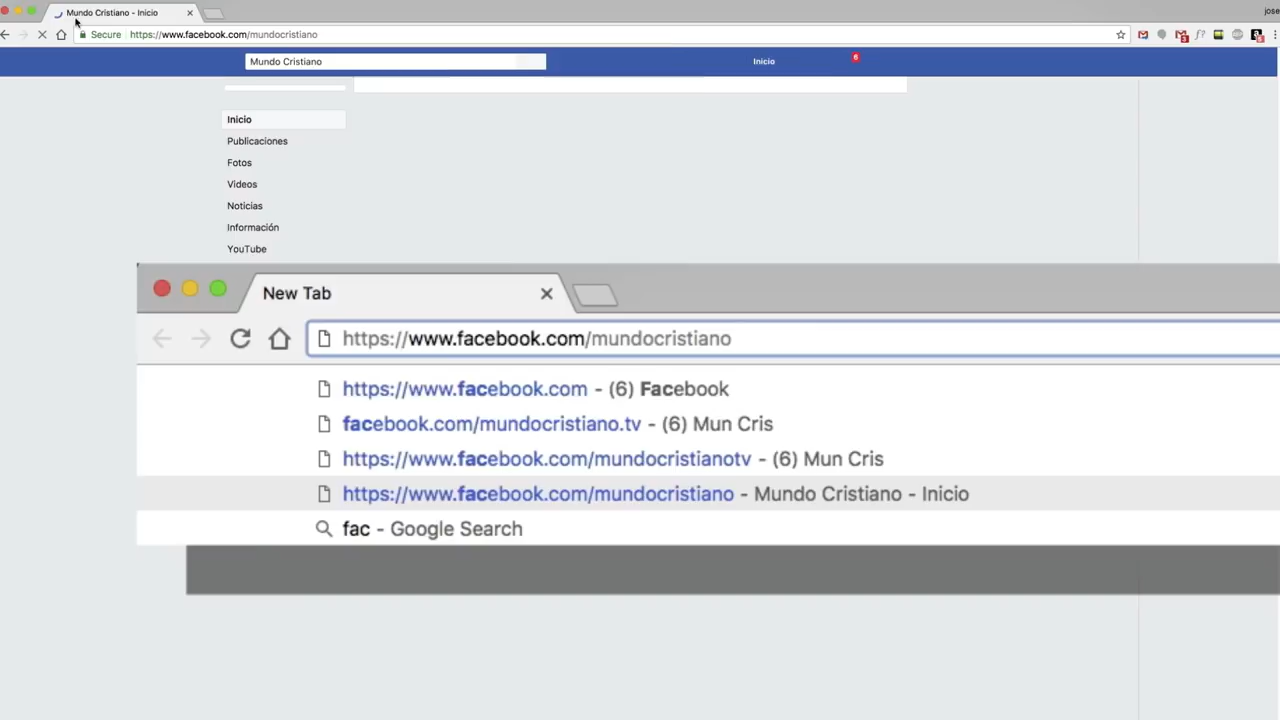 Mundo Cristiano - Inicio
jose
Secure https://www.facebook.com/mundocristiano
Mundo Cristiano
Inicio
6
Inicio
Publicaciones
Fotos
Videos
Noticias
Información
YouTube
New Tab
https://www.facebook.com/mundocristiano
https://www.facebook.com - (6) Facebook
facebook.com/mundocristiano.tv - (6) Mun Cris
https://www.facebook.com/mundocristianotv - (6) Mun Cris
https://www.facebook.com/mundocristiano - Mundo Cristiano - Inicio
fac - Google Search